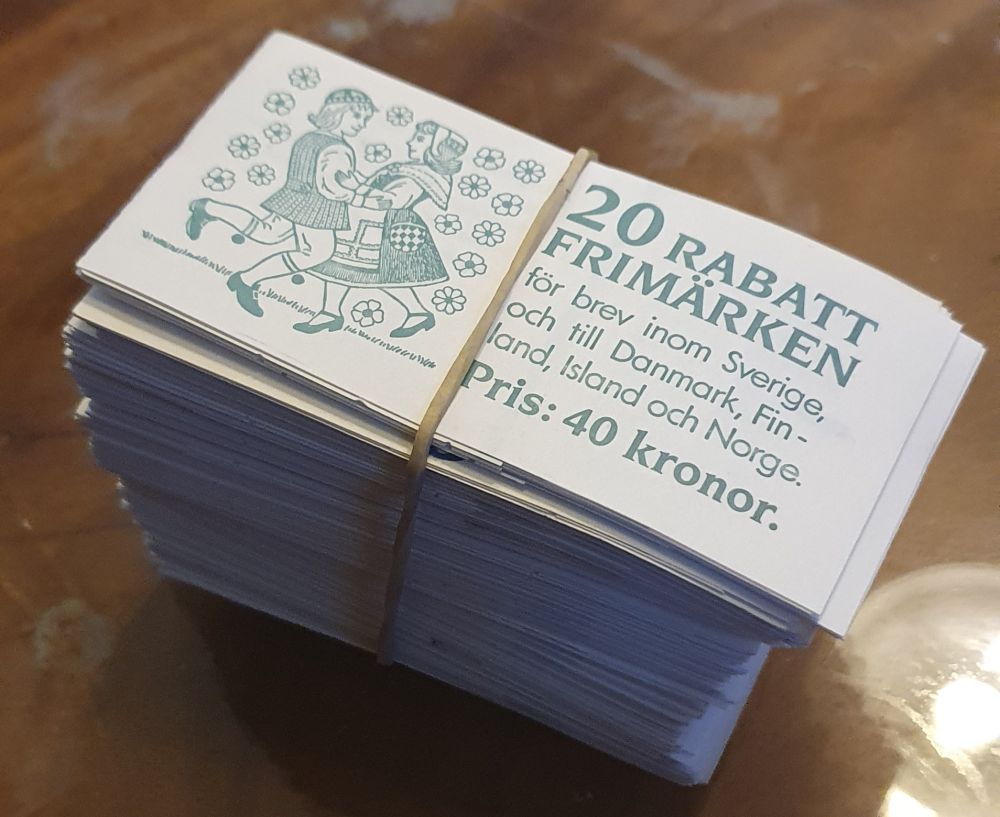 20 RABATT
FRIMÄRKEN
för brev inom Sverige,
och till Danmark, Fin-
land, Island och Norge.
Pris: 40 kronor.